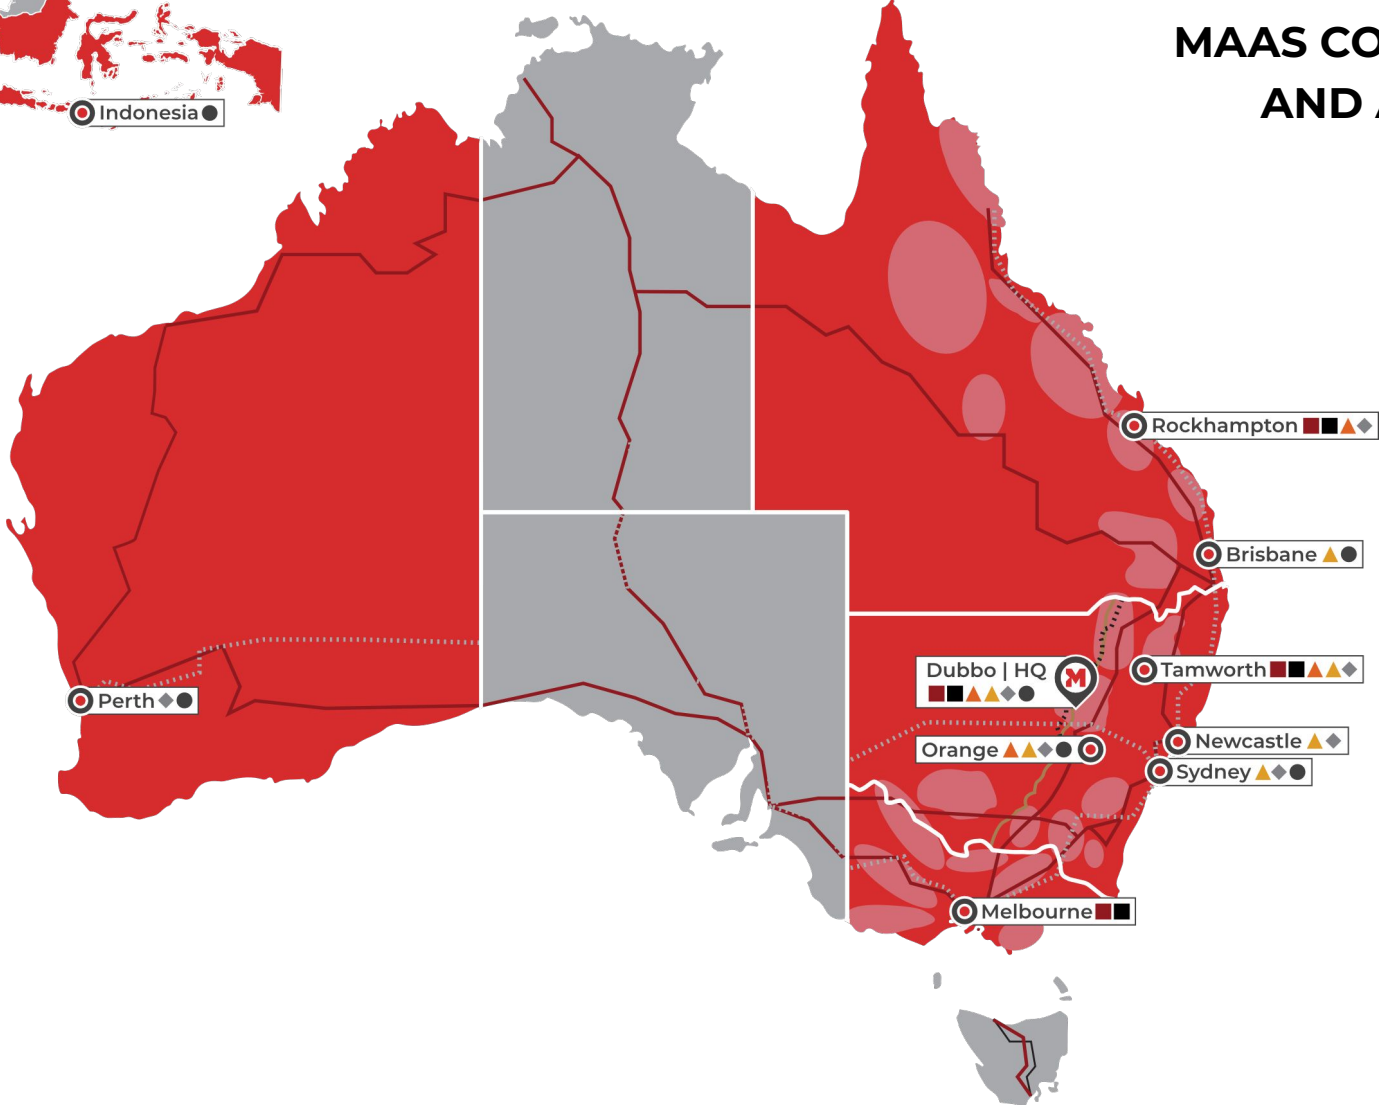 MAAS CO
AND
Indonesia
Rockhampton
Brisbane
Dubbo | HQ
M
Tamworth
Perth
Orange
Newcastle
Sydney
Melbourne